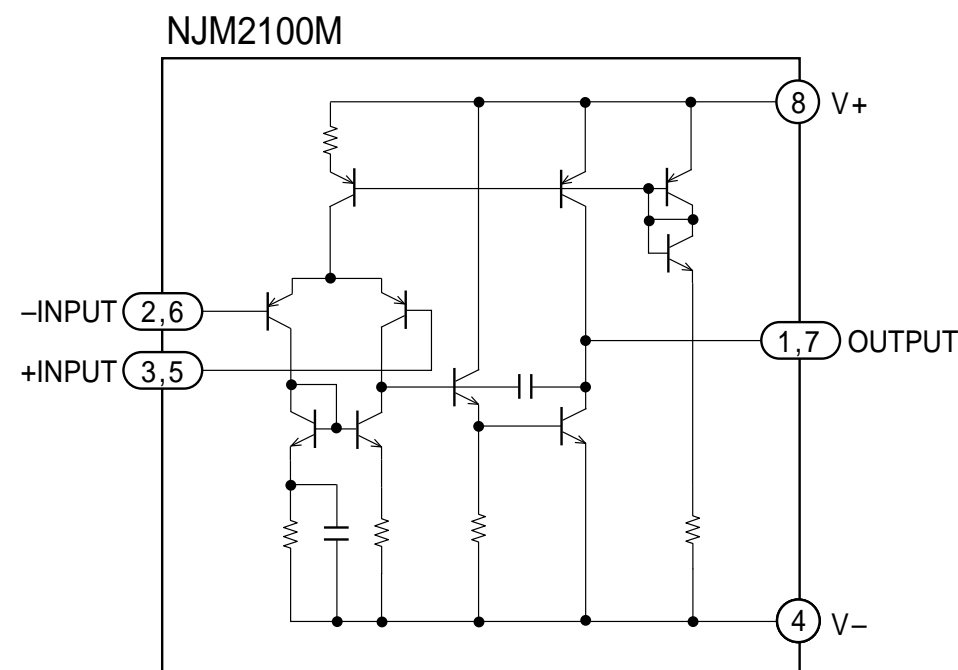 NJM2100M
8 V+
–INPUT 2,6
+INPUT 3,5
1,7 OUTPUT
4 V–